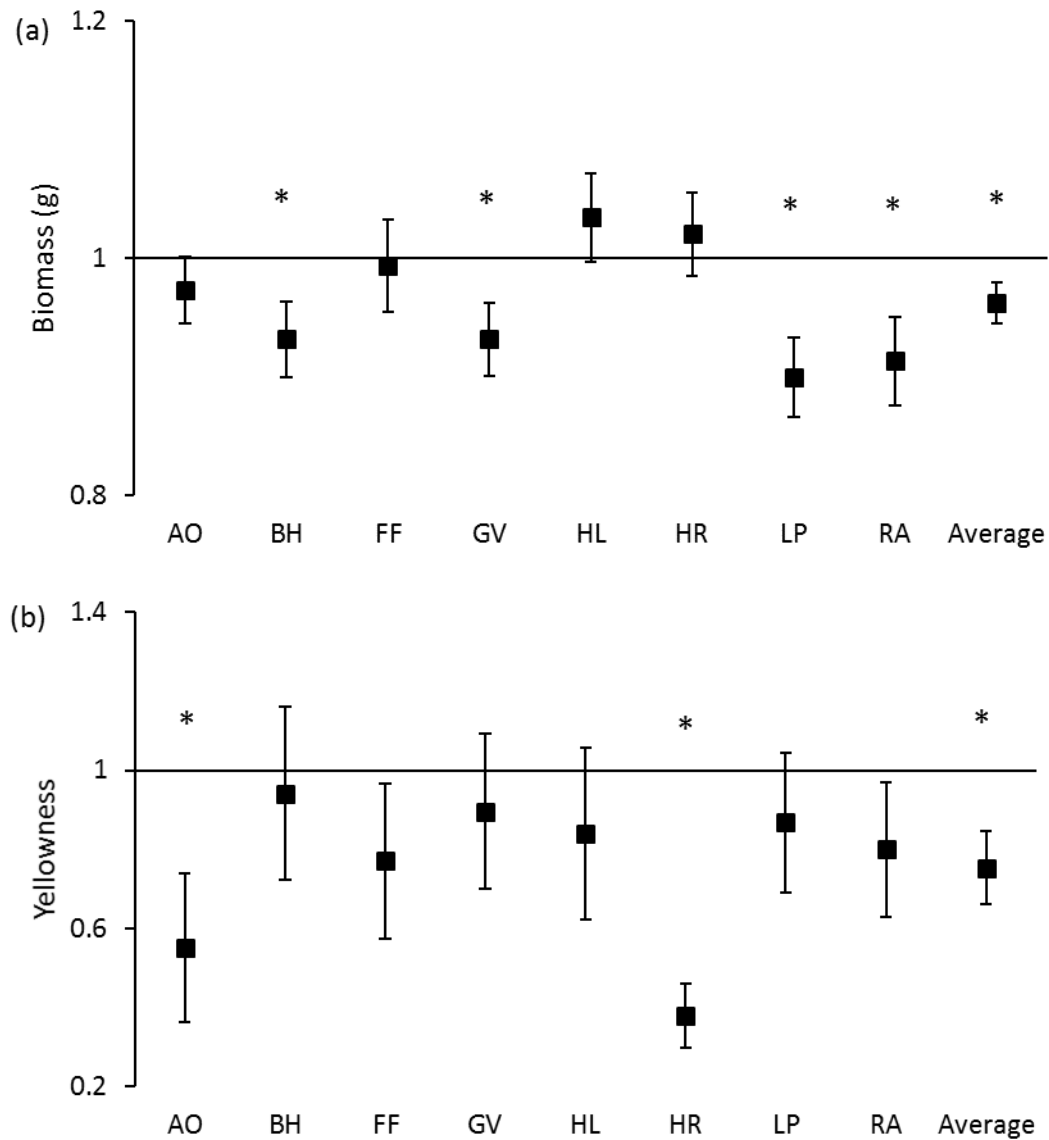 (a)
1.2
* * * * *
Biomass (g)
1
0.8
AO BH FF GV HL HR LP RA Average
(b)
1.4
* * *
1
Yellowness
0.6
0.2
AO BH FF GV HL HR LP RA Average